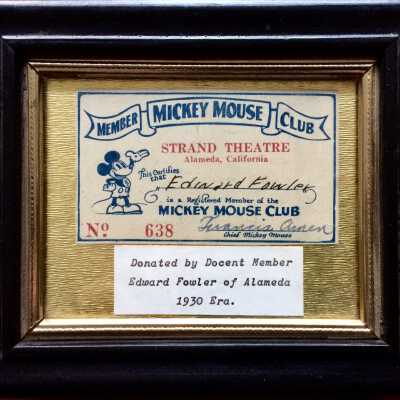 MEMBER MICKEY MOUSE CLUB
STRAND THEATRE
Alameda, California
This Certifies
that Edward Fowler
is a Registered Member of the
MICKEY MOUSE CLUB
No 638
Francis
Chief Mickey Mouse
Donated by Docent Member
Edward Fowler of Alameda
1930 Era.